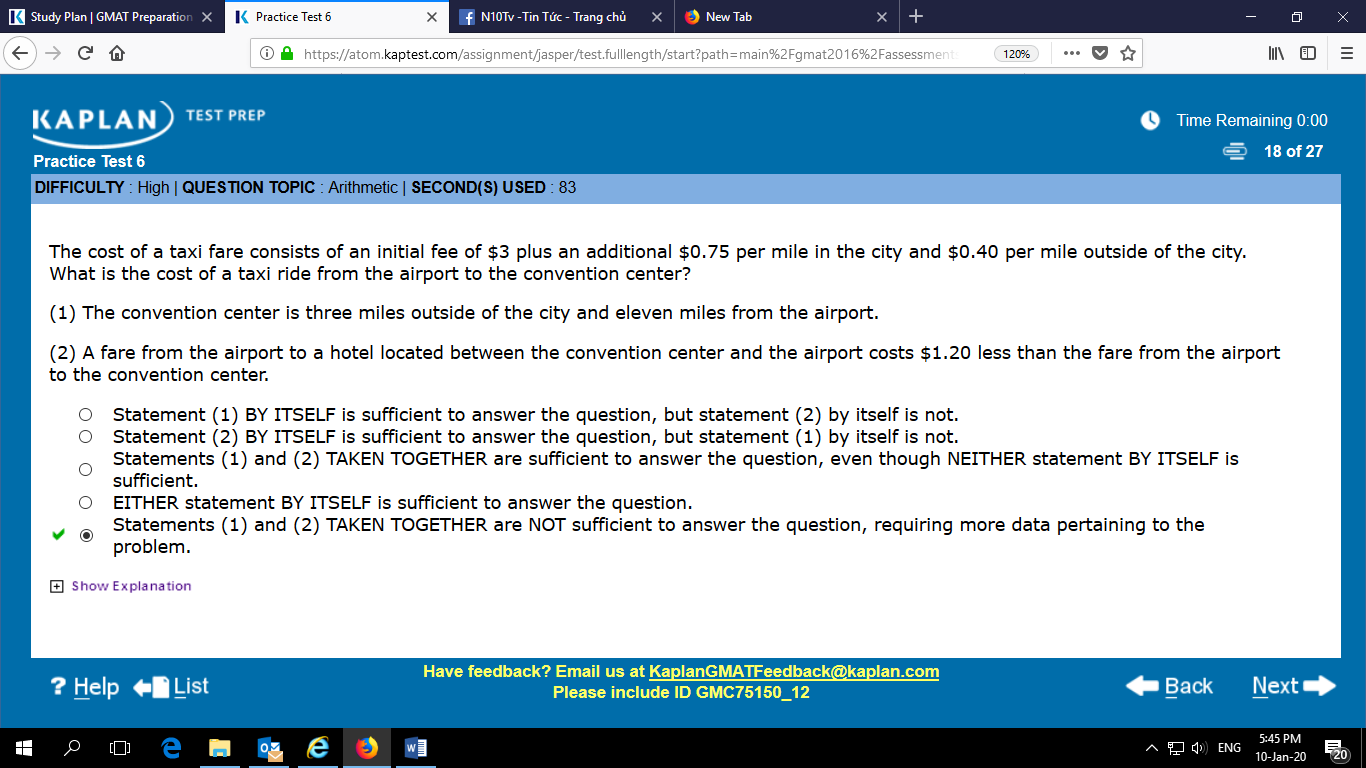 Study Plan | GMAT Preparation
Practice Test 6
N10Tv -Tin Tức - Trang chủ
New Tab
https://atom.kaptest.com/assignment/jasper/test.fulllength/start?path=main%2Fgmat2016%2Fassessment
120%
KAPLAN TEST PREP
Time Remaining 0:00
Practice Test 6
18 of 27
DIFFICULTY : High | QUESTION TOPIC : Arithmetic | SECOND(S) USED : 83
The cost of a taxi fare consists of an initial fee of $3 plus an additional $0.75 per mile in the city and $0.40 per mile outside of the city.
What is the cost of a taxi ride from the airport to the convention center?
(1) The convention center is three miles outside of the city and eleven miles from the airport.
(2) A fare from the airport to a hotel located between the convention center and the airport costs $1.20 less than the fare from the airport
to the convention center.
Statement (1) BY ITSELF is sufficient to answer the question, but statement (2) by itself is not.
Statement (2) BY ITSELF is sufficient to answer the question, but statement (1) by itself is not.
Statements (1) and (2) TAKEN TOGETHER are sufficient to answer the question, even though NEITHER statement BY ITSELF is
sufficient.
EITHER statement BY ITSELF is sufficient to answer the question.
Statements (1) and (2) TAKEN TOGETHER are NOT sufficient to answer the question, requiring more data pertaining to the
problem.
Show Explanation
Have feedback? Email us at KaplanGMATFeedback@kaplan.com
Please include ID GMC75150_12
? Help
List
Back
Next
ENG
5:45 PM
10-Jan-20
20